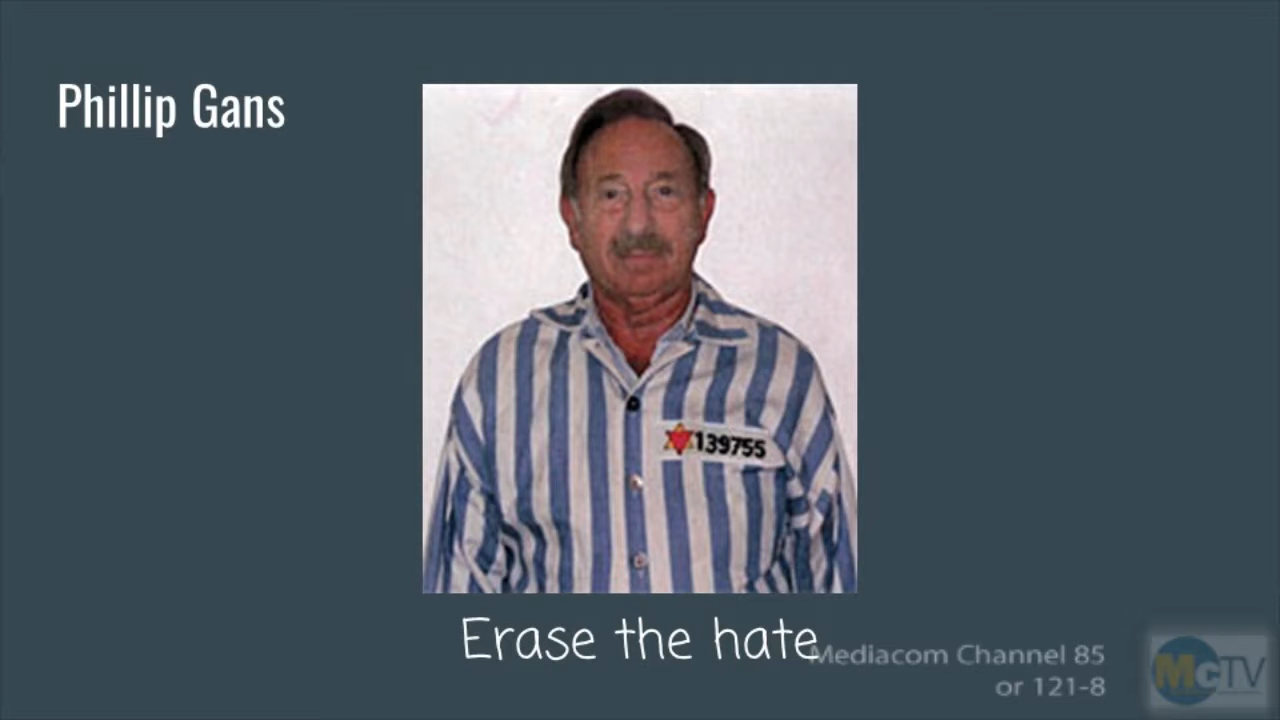 Phillip Gans
139755
Erase the hate
Mediacom Channel 85
or 121-8
McTV